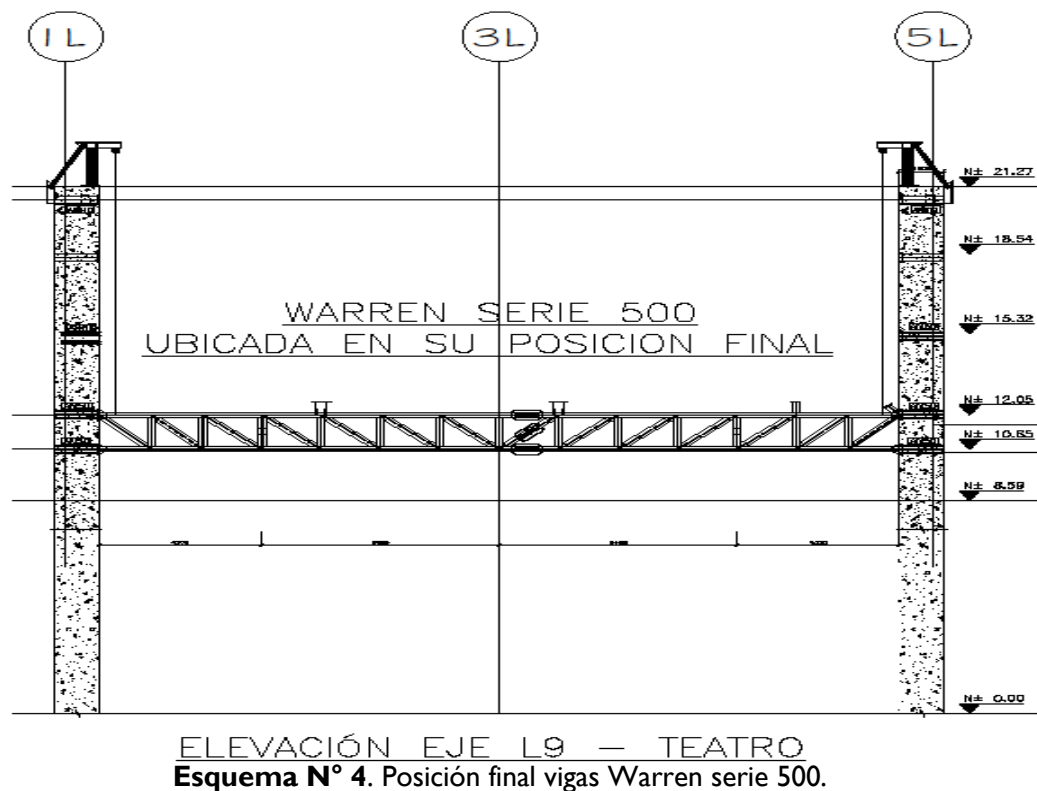 1L 3L 5L
N± 21.27
N± 18.54
WARREN SERIE 500
N± 15.32
UBICADA EN SU POSICION FINAL
N± 12.05
N± 10.65
N± 8.59
N± 0.00
ELEVACIÓN EJE L9 – TEATRO
Esquema N° 4. Posición final vigas Warren serie 500.